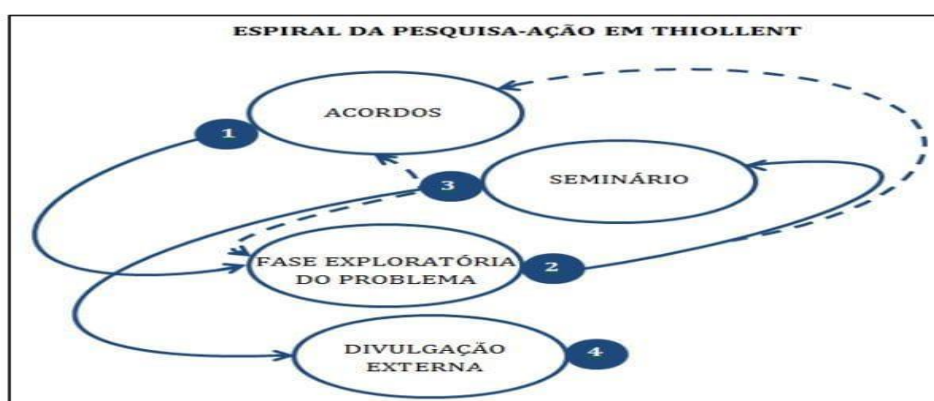 ESPIRAL DA PESQUISA-AÇÃO EM THIOLLENT
ACORDOS
1
SEMINÁRIO
3
FASE EXPLORATÓRIA
DO PROBLEMA
2
DIVULGAÇÃO
EXTERNA
4